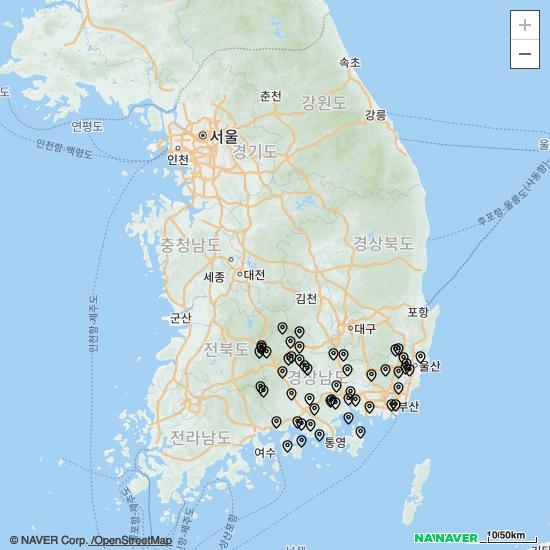 +
−
속초
춘천
강원도
강릉
도
연평도
서울
인천항-백령도
인천
경기도
울
후포항-울릉도(사동항)
충청남도
경상북도
세종
대전
인천항-제주도
김천
군산
포항
대구
전북도
울산
경상남도
부산
전라남도
통영
여수
© NAVER Corp. /OpenStreetMap
NAVER
10/50km